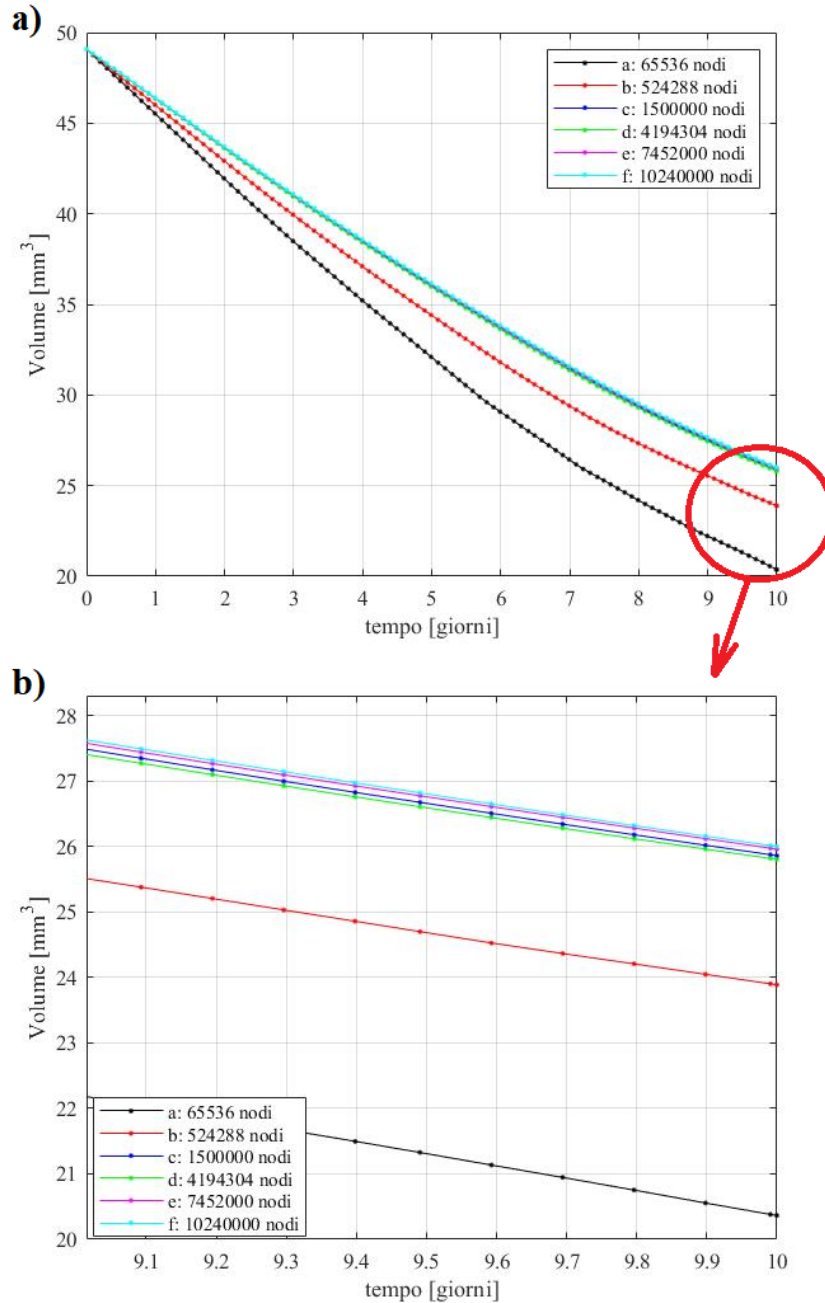 a)
50
45
40
35
30
25
20
Volume [mm³]
0 1 2 3 4 5 6 7 8 9 10
tempo [giorni]
a: 65536 nodi
b: 524288 nodi
c: 1500000 nodi
d: 4194304 nodi
e: 7452000 nodi
f: 10240000 nodi
b)
28
27
26
25
24
23
22
21
20
Volume [mm³]
a: 65536 nodi
b: 524288 nodi
c: 1500000 nodi
d: 4194304 nodi
e: 7452000 nodi
f: 10240000 nodi
9.1 9.2 9.3 9.4 9.5 9.6 9.7 9.8 9.9 10
tempo [giorni]